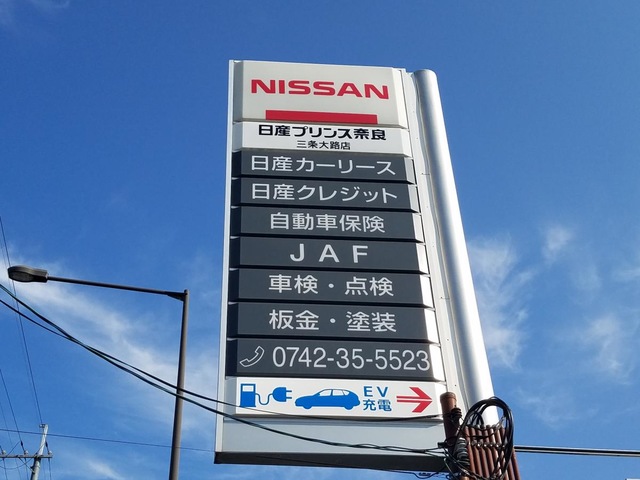 NISSAN
日産プリンス奈良
三条大路店
日産カーリース
日産クレジット
自動車保険
JAF
車検・点検
板金・塗装
0742-35-5523
EV
充電